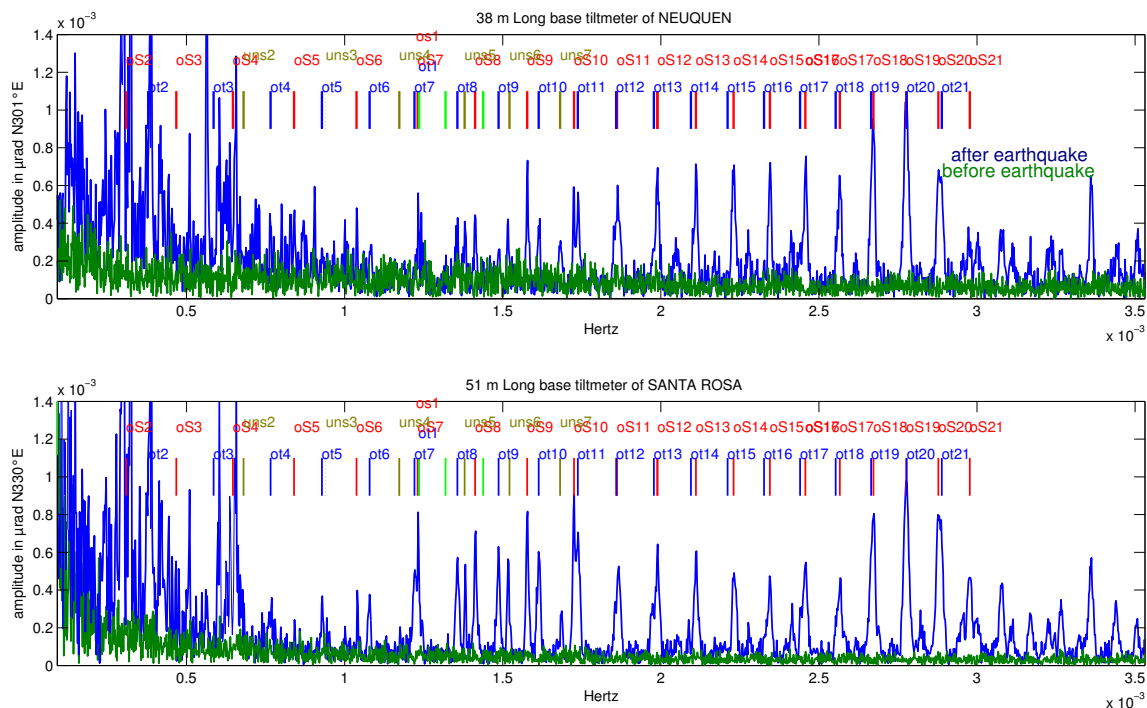 38 m Long base tiltmeter of NEUQUEN
x 10⁻³
1.4
1.2
1
0.8
0.6
0.4
0.2
0
amplitude in µrad N301°E
os1
uns2 uns3 uns4 uns5 uns6 uns7
oS2 oS3 oS4 oS5 oS6 oS7 oS8 oS9 oS10 oS11 oS12 oS13 oS14 oS15 oS16 oS17 oS17 oS18 oS19 oS20 oS21
ot1
ot2 ot3 ot4 ot5 ot6 ot7 ot8 ot9 ot10 ot11 ot12 ot13 ot14 ot15 ot16 ot17 ot18 ot19 ot20 ot21
after earthquake
before earthquake
0.5 1 1.5 2 2.5 3 3.5
Hertz
x 10⁻³
51 m Long base tiltmeter of SANTA ROSA
x 10⁻³
1.4
1.2
1
0.8
0.6
0.4
0.2
0
amplitude in µrad N330°E
os1
uns2 uns3 uns4 uns5 uns6 uns7
oS2 oS3 oS4 oS5 oS6 oS7 oS8 oS9 oS10 oS11 oS12 oS13 oS14 oS15 oS16 oS17 oS17 oS18 oS19 oS20 oS21
ot1
ot2 ot3 ot4 ot5 ot6 ot7 ot8 ot9 ot10 ot11 ot12 ot13 ot14 ot15 ot16 ot17 ot18 ot19 ot20 ot21
0.5 1 1.5 2 2.5 3 3.5
Hertz
x 10⁻³